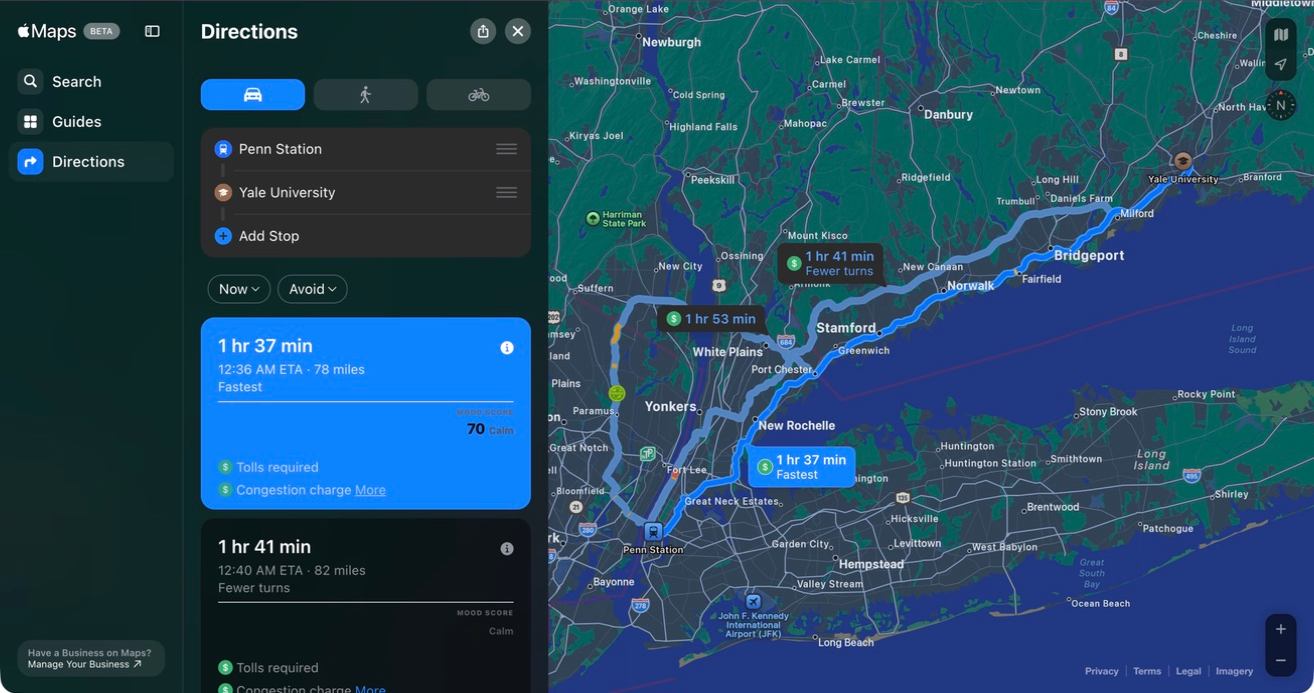 Maps BETA
Search
Guides
Directions
Have a Business on Maps?
Manage Your Business ↗
Directions
Penn Station
Yale University
Add Stop
Now
Avoid
1 hr 37 min
12:36 AM ETA · 78 miles
Fastest
MOOD SCORE
70 Calm
$ Tolls required
$ Congestion charge More
1 hr 41 min
12:40 AM ETA · 82 miles
Fewer turns
MOOD SCORE
Calm
$ Tolls required
$ Congestion charge More
Orange Lake
84
Newburgh
8
Cheshire
Lake Carmel
Washingtonville
Carmel
Newtown
Cold Spring
Brewster
Danbury
N
Highland Falls
Mahopac
Kiryas Joel
Yale University
Branford
Peekskill
Ridgefield
Long Hill
Trumbull
Daniels Farm
Milford
Harriman
State Park
Mount Kisco
$ 1 hr 41 min
Fewer turns
Bridgeport
Ossining
New City
New Canaan
Fairfield
9
Norwalk
Suffern
$ 1 hr 53 min
Stamford
684
Greenwich
Long
Island
Sound
White Plains
Port Chester
Plains
Rocky Point
Paramus
Yonkers
Stony Brook
New Rochelle
Great Notch
Huntington
$ 1 hr 37 min
Fastest
Huntington Station
Smithtown
Long
Island
Fort Lee
495
Bloomfield
Great Neck Estates
135
Shirley
21
Brentwood
Hicksville
Patchogue
280
Penn Station
Garden City
Levittown
West Babylon
Hempstead
Great
South
Bay
Bayonne
Valley Stream
278
Ocean Beach
John F. Kennedy
International
Airport (JFK)
Long Beach
+
−
Privacy | Terms | Legal | Imagery